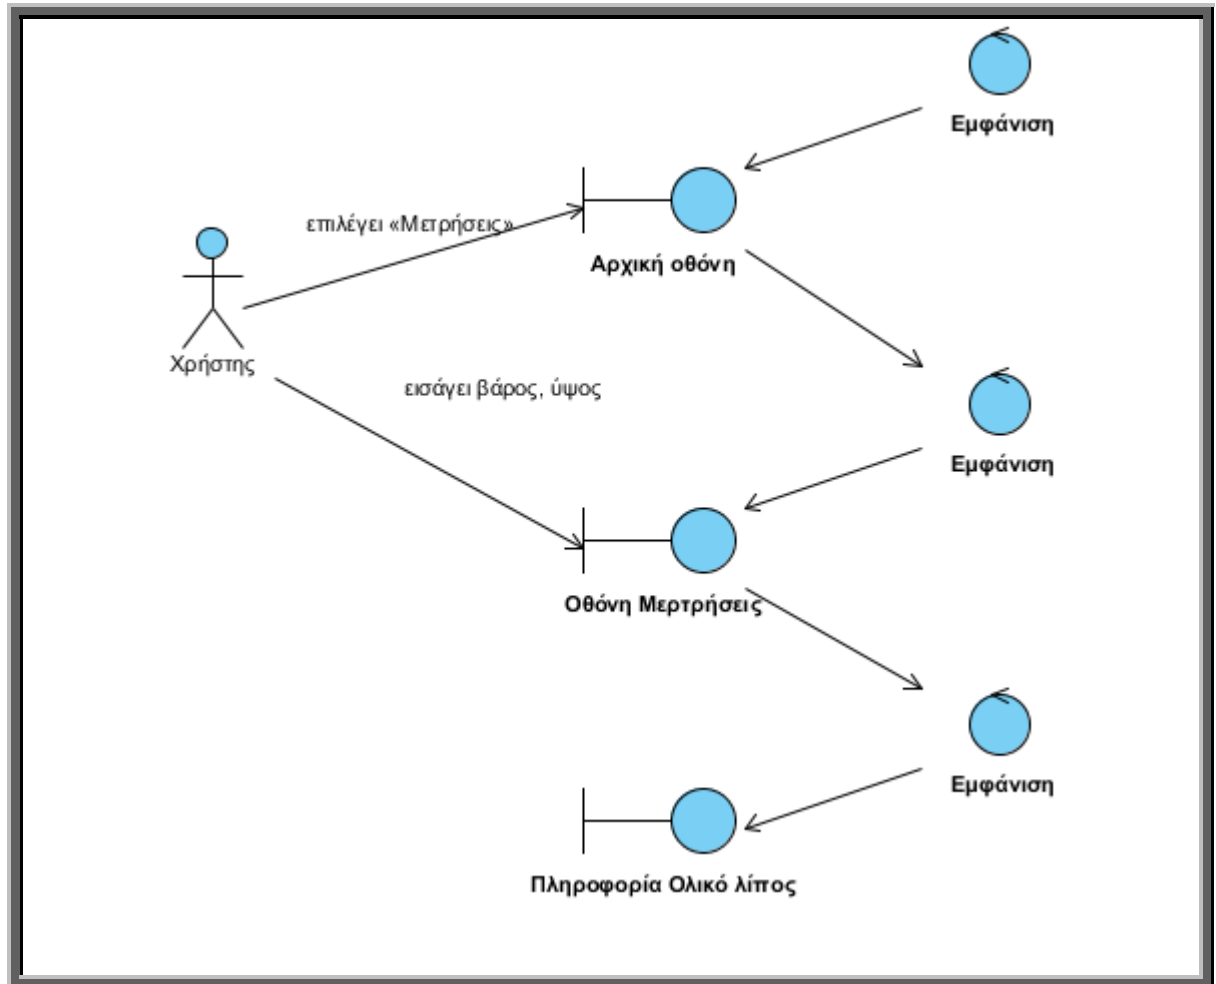 Εμφάνιση
επιλέγει «Μετρήσεις»
Αρχική οθόνη
Χρήστης
εισάγει βάρος, ύψος
Εμφάνιση
Οθόνη Μερτρήσεις
Εμφάνιση
Πληροφορία Ολικό λίπος